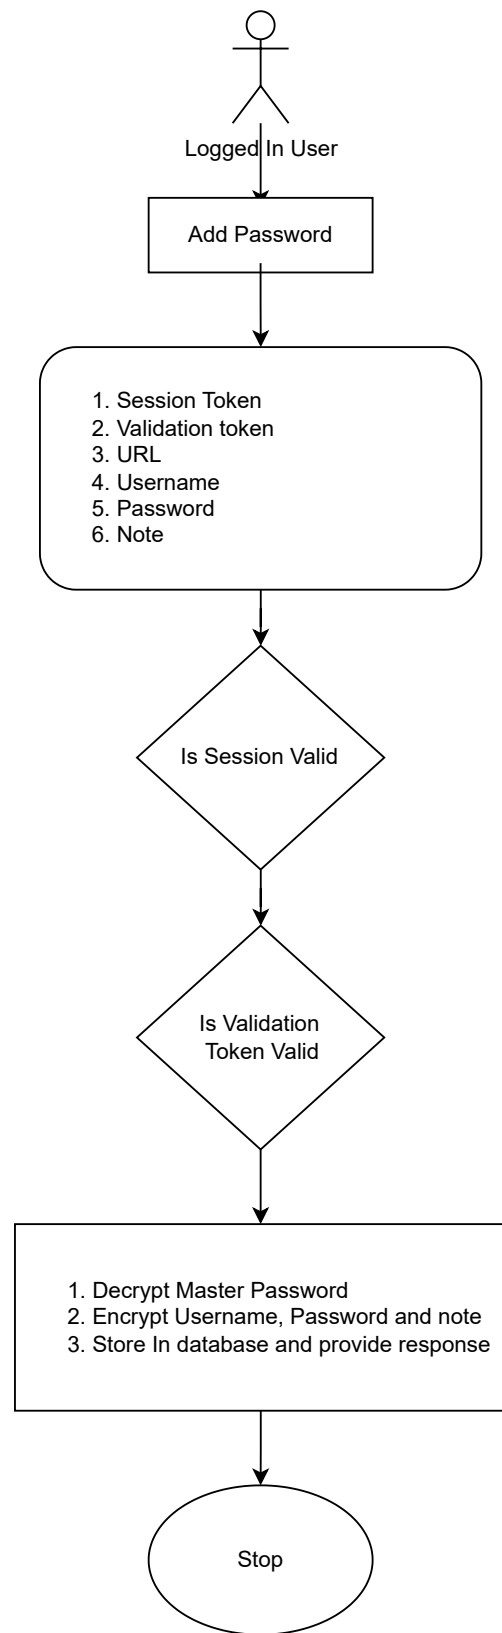 Logged In User
Add Password
1. Session Token
2. Validation token
3. URL
4. Username
5. Password
6. Note
Is Session Valid
Is Validation
Token Valid
1. Decrypt Master Password
2. Encrypt Username, Password and note
3. Store In database and provide response
Stop